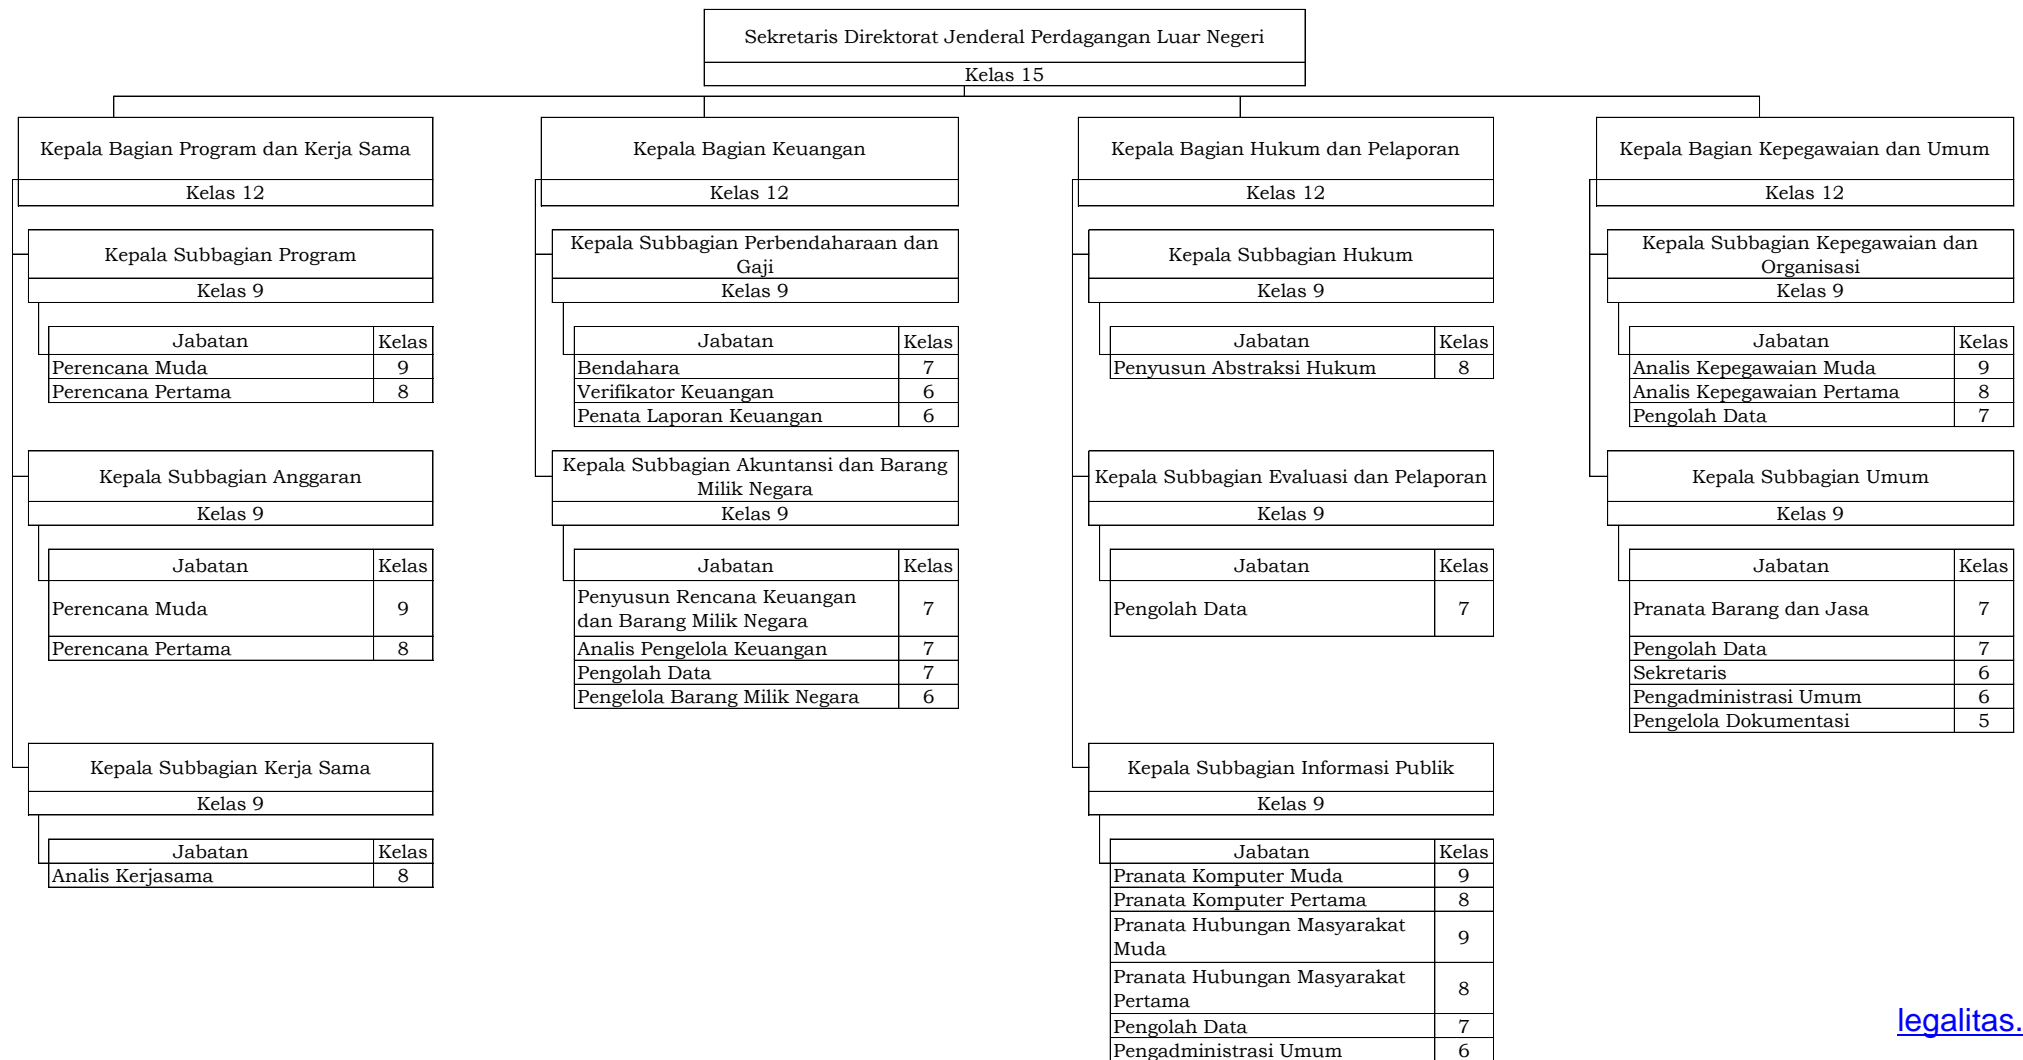 Sekretaris Direktorat Jenderal Perdagangan Luar Negeri
Kelas 15
Kepala Bagian Program dan Kerja Sama
Kelas 12
Kepala Subbagian Program
Kelas 9
Jabatan Kelas
Perencana Muda 9
Perencana Pertama 8
Kepala Subbagian Anggaran
Kelas 9
Jabatan Kelas
Perencana Muda 9
Perencana Pertama 8
Kepala Subbagian Kerja Sama
Kelas 9
Jabatan Kelas
Analis Kerjasama 8
Kepala Bagian Keuangan
Kelas 12
Kepala Subbagian Perbendaharaan dan
Gaji
Kelas 9
Jabatan Kelas
Bendahara 7
Verifikator Keuangan 6
Penata Laporan Keuangan 6
Kepala Subbagian Akuntansi dan Barang
Milik Negara
Kelas 9
Jabatan Kelas
Penyusun Rencana Keuangan
dan Barang Milik Negara 7
Analis Pengelola Keuangan 7
Pengolah Data 7
Pengelola Barang Milik Negara 6
Kepala Bagian Hukum dan Pelaporan
Kelas 12
Kepala Subbagian Hukum
Kelas 9
Jabatan Kelas
Penyusun Abstraksi Hukum 8
Kepala Subbagian Evaluasi dan Pelaporan
Kelas 9
Jabatan Kelas
Pengolah Data 7
Kepala Subbagian Informasi Publik
Kelas 9
Jabatan Kelas
Pranata Komputer Muda 9
Pranata Komputer Pertama 8
Pranata Hubungan Masyarakat
Muda 9
Pranata Hubungan Masyarakat
Pertama 8
Pengolah Data 7
Pengadministrasi Umum 6
Kepala Bagian Kepegawaian dan Umum
Kelas 12
Kepala Subbagian Kepegawaian dan
Organisasi
Kelas 9
Jabatan Kelas
Analis Kepegawaian Muda 9
Analis Kepegawaian Pertama 8
Pengolah Data 7
Kepala Subbagian Umum
Kelas 9
Jabatan Kelas
Pranata Barang dan Jasa 7
Pengolah Data 7
Sekretaris 6
Pengadministrasi Umum 6
Pengelola Dokumentasi 5
legalitas.